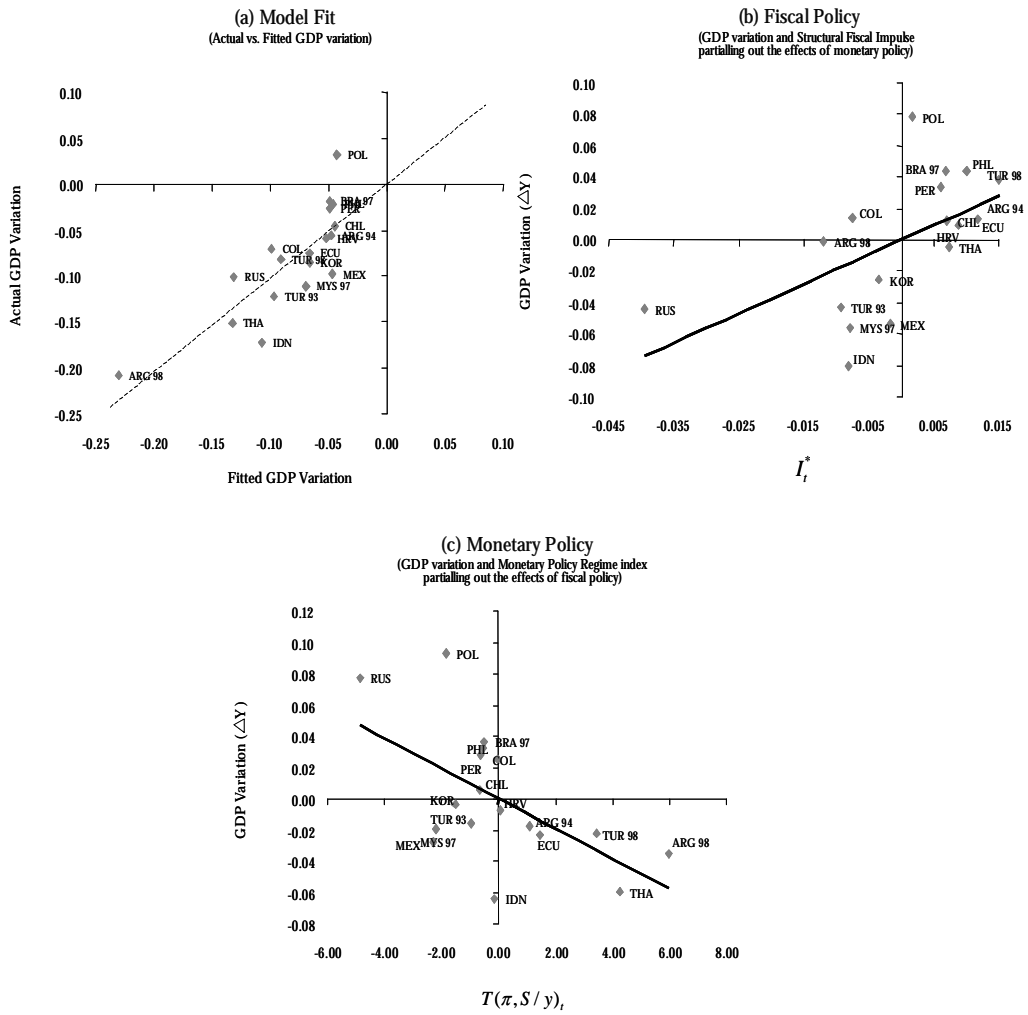 (a) Model Fit
(Actual vs. Fitted GDP variation)
0.10
0.05
0.00
-0.05
-0.10
-0.15
-0.20
-0.25
Actual GDP Variation
POL
BRA 97
PER
CHL
ARG 94
HRV
COL
ECU
TUR 98
KOR
RUS
MEX
MYS 97
TUR 93
THA
IDN
ARG 98
-0.25 -0.20 -0.15 -0.10 -0.05 0.00 0.05 0.10
Fitted GDP Variation
(b) Fiscal Policy
(GDP variation and Structural Fiscal Impulse
partialling out the effects of monetary policy)
0.10
0.08
0.06
0.04
0.02
0.00
-0.02
-0.04
-0.06
-0.08
-0.10
GDP Variation (△Y)
POL
BRA 97
PHL
TUR 98
PER
COL
ARG 94
CHL
ECU
ARG 98
HRV
THA
KOR
RUS
TUR 93
MYS 97
MEX
IDN
-0.045 -0.035 -0.025 -0.015 -0.005 0.005 0.015
I*t
(c) Monetary Policy
(GDP variation and Monetary Policy Regime index
partialling out the effects of fiscal policy)
0.12
0.10
0.08
0.06
0.04
0.02
0.00
-0.02
-0.04
-0.06
-0.08
GDP Variation (△Y)
POL
RUS
BRA 97
PHL
COL
PER
CHL
KOR
HRV
TUR 93
ARG 94
TUR 98
MEX
MYS 97
ECU
ARG 98
THA
IDN
-6.00 -4.00 -2.00 0.00 2.00 4.00 6.00 8.00
T(π, S / y)t